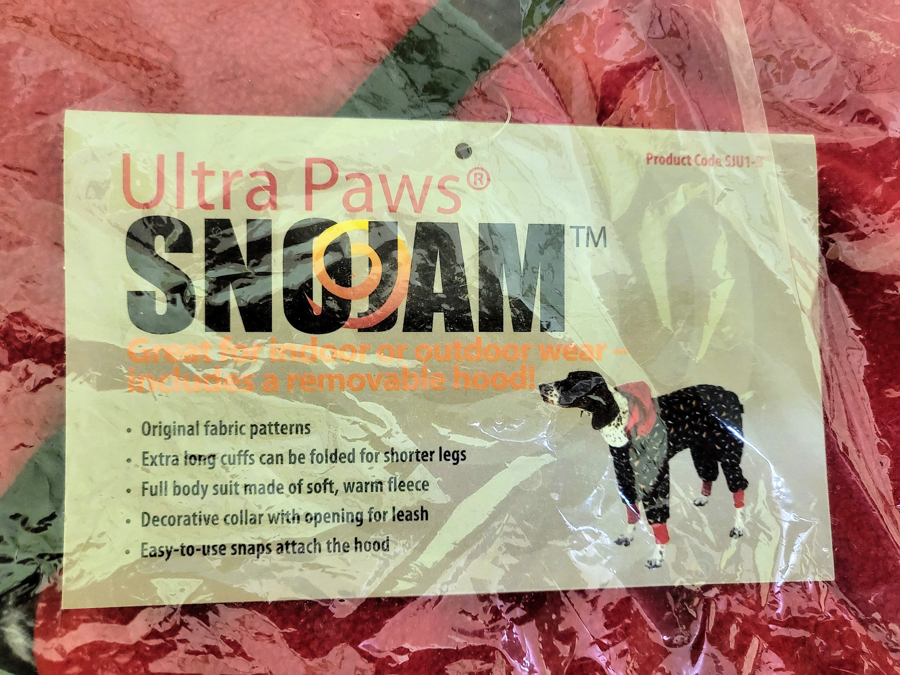 Ultra Paws®
Product Code SJU1-
SNOJAM™
Great for indoor or outdoor wear –
includes a removable hood!
• Original fabric patterns
• Extra long cuffs can be folded for shorter legs
• Full body suit made of soft, warm fleece
• Decorative collar with opening for leash
• Easy-to-use snaps attach the hood